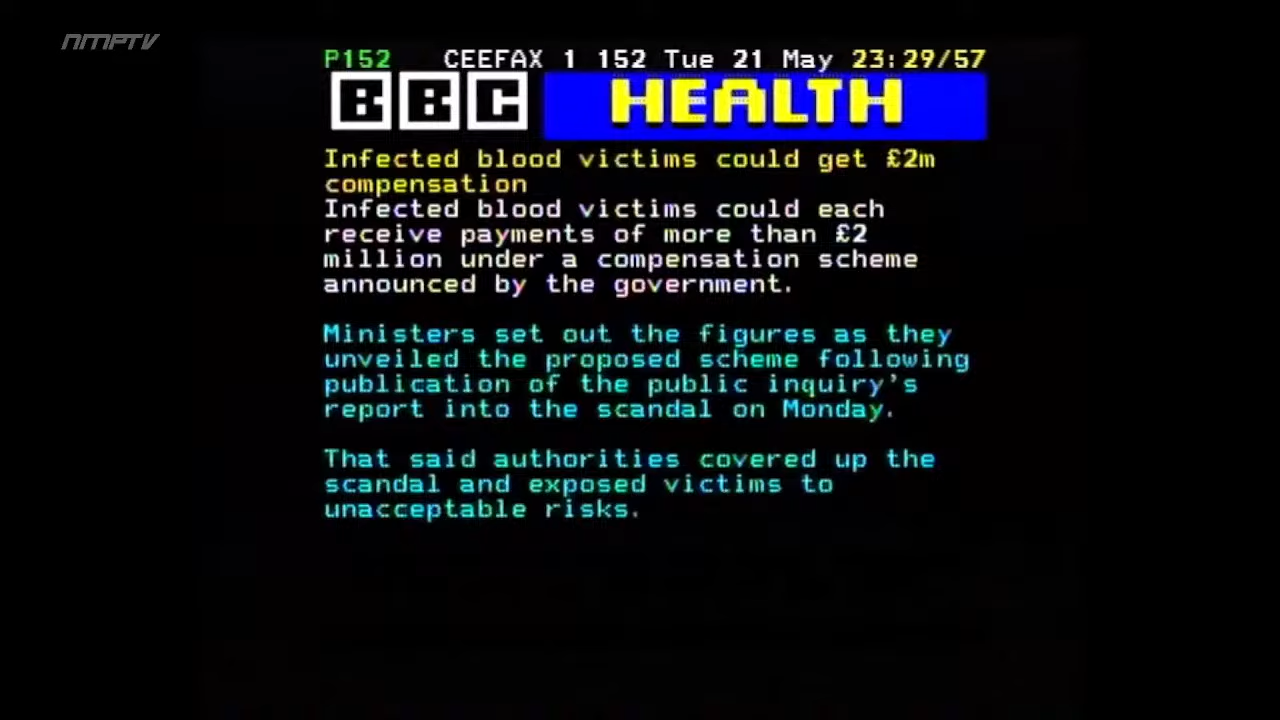 NMPTV
P152 CEEFAX 1 152 Tue 21 May 23:29/57
BBC HEALTH
Infected blood victims could get £2m
compensation
Infected blood victims could each
receive payments of more than £2
million under a compensation scheme
announced by the government.
Ministers set out the figures as they
unveiled the proposed scheme following
publication of the public inquiry's
report into the scandal on Monday.
That said authorities covered up the
scandal and exposed victims to
unacceptable risks.